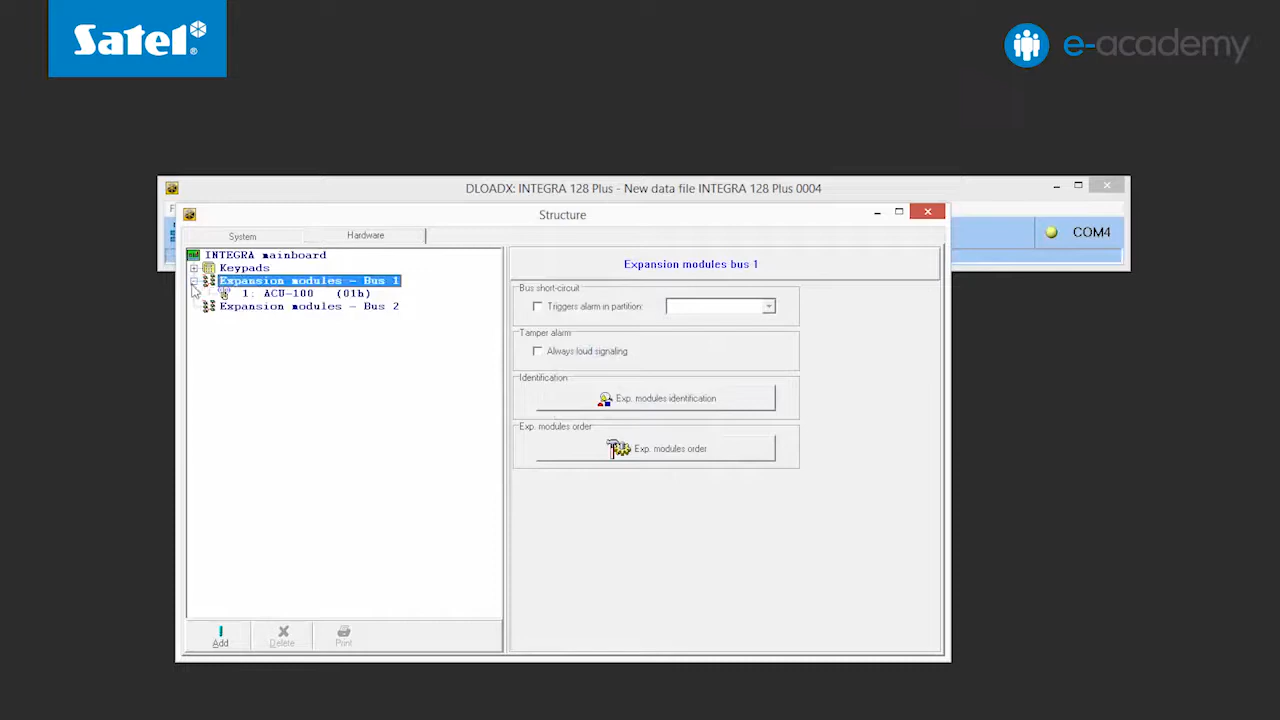 Satel®
e-academy
DLOADX: INTEGRA 128 Plus - New data file INTEGRA 128 Plus 0004
F
COM4
Structure
System
Hardware
INTEGRA mainboard
Keypads
Expansion modules - Bus 1
1: ACU-100 (01h)
Expansion modules - Bus 2
Expansion modules bus 1
Bus short-circuit
Triggers alarm in partition:
Tamper alarm
Always loud signaling
Identification
Exp. modules identification
Exp. modules order
Exp. modules order
Add
Delete
Print